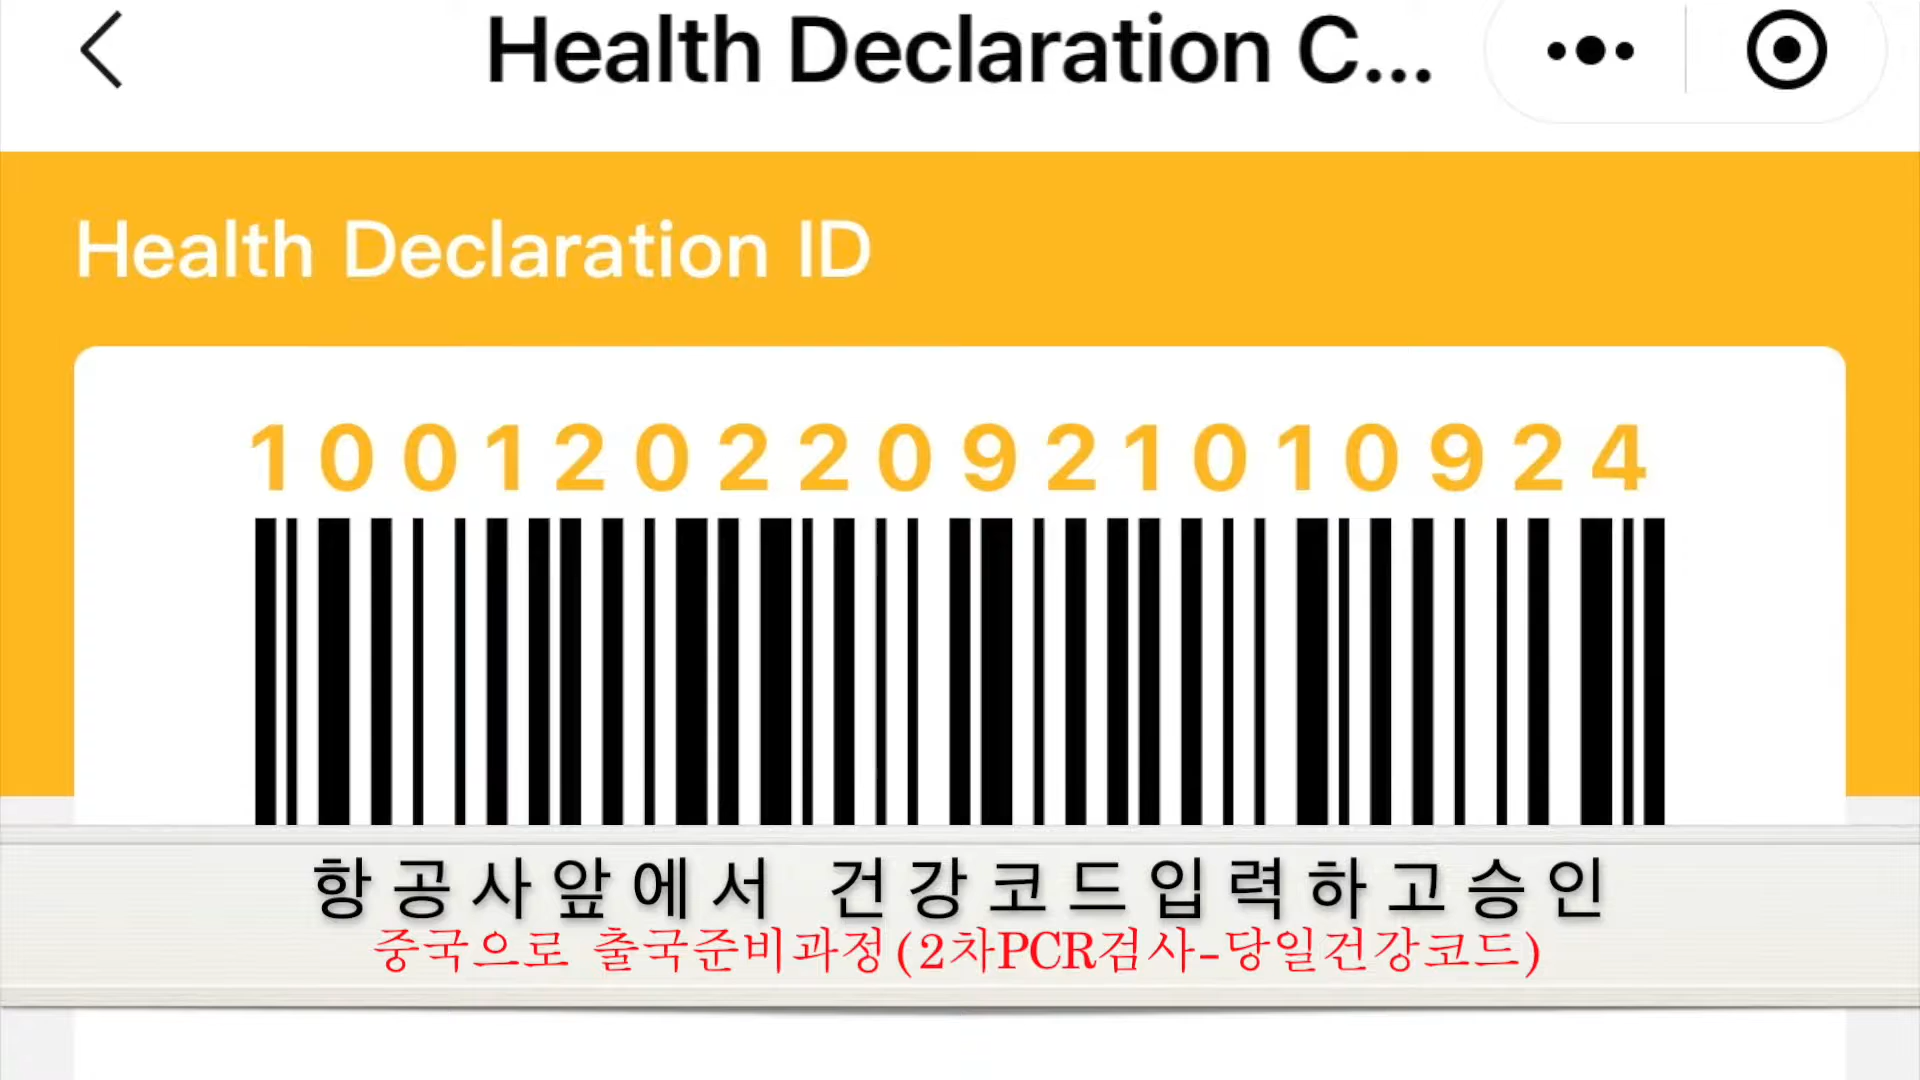 Health Declaration C...
Health Declaration ID
100120220921010924
항공사앞에서 건강코드입력하고승인
중국으로 출국준비과정(2차PCR검사-당일건강코드)